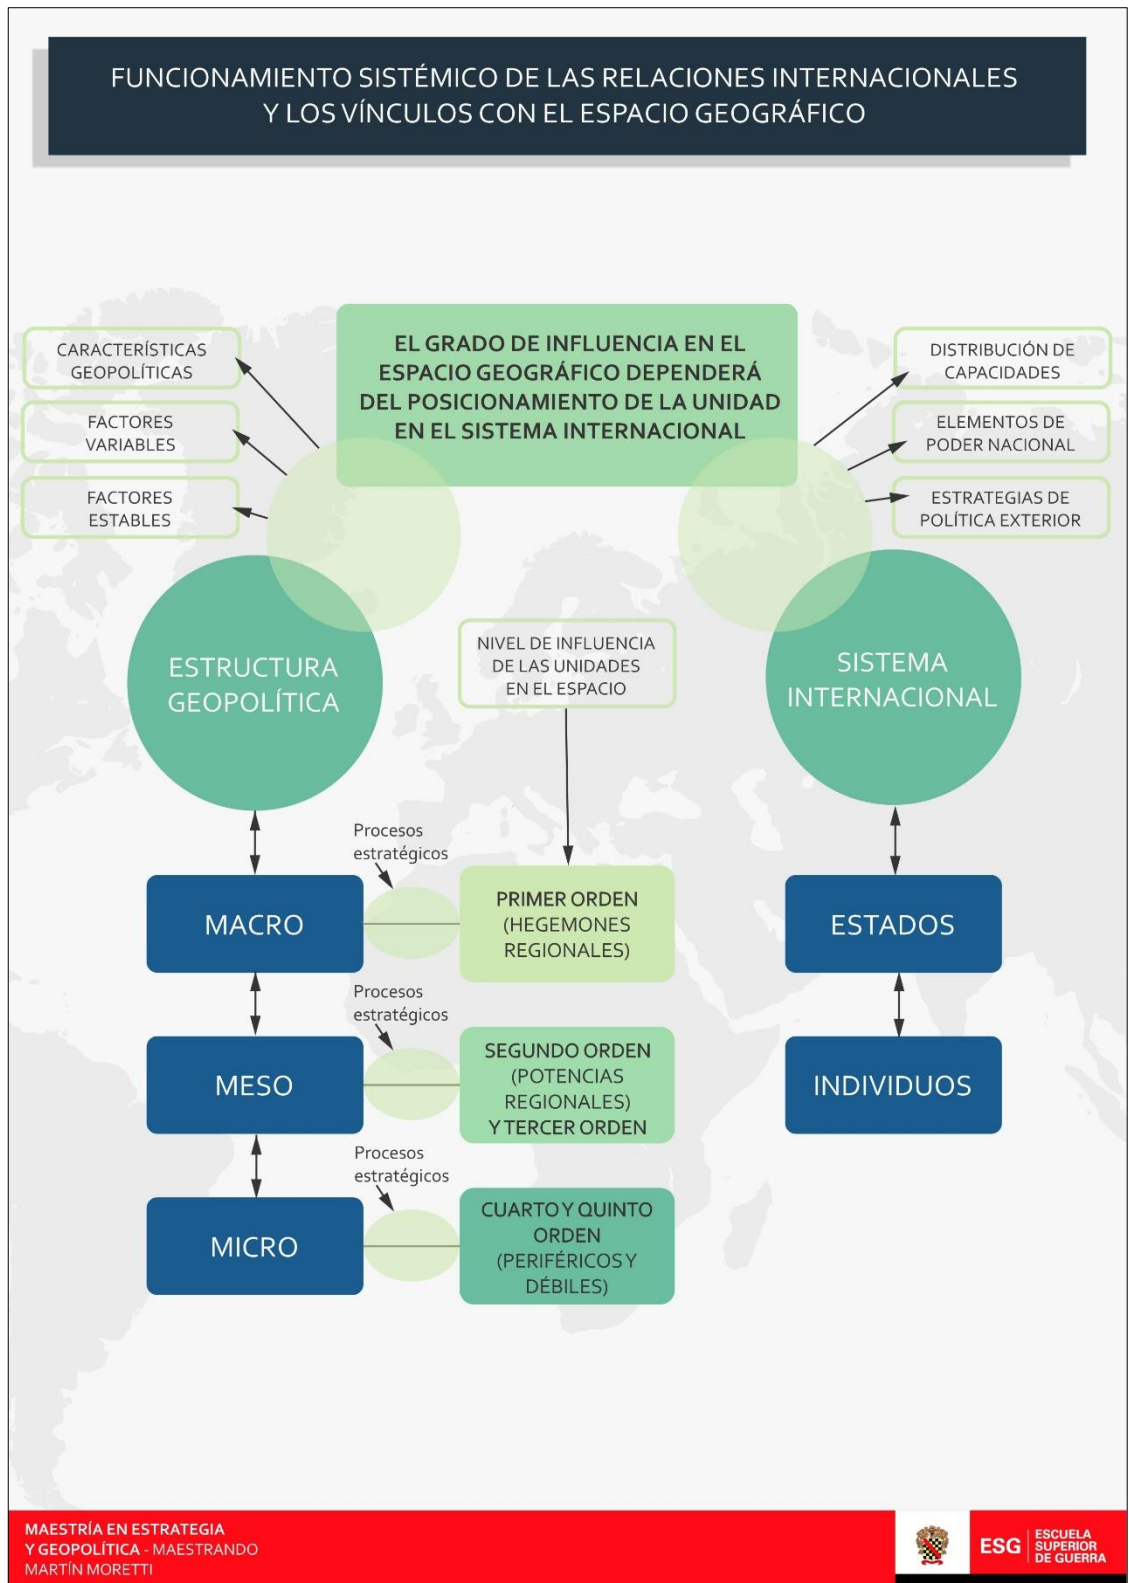 FUNCIONAMIENTO SISTÉMICO DE LAS RELACIONES INTERNACIONALES
Y LOS VÍNCULOS CON EL ESPACIO GEOGRÁFICO
EL GRADO DE INFLUENCIA EN EL
ESPACIO GEOGRÁFICO DEPENDERÁ
DEL POSICIONAMIENTO DE LA UNIDAD
EN EL SISTEMA INTERNACIONAL
CARACTERÍSTICAS
GEOPOLÍTICAS
FACTORES
VARIABLES
FACTORES
ESTABLES
DISTRIBUCIÓN DE
CAPACIDADES
ELEMENTOS DE
PODER NACIONAL
ESTRATEGIAS DE
POLÍTICA EXTERIOR
ESTRUCTURA
GEOPOLÍTICA
NIVEL DE INFLUENCIA
DE LAS UNIDADES
EN EL ESPACIO
SISTEMA
INTERNACIONAL
Procesos
estratégicos
MACRO
PRIMER ORDEN
(HEGEMONES
REGIONALES)
ESTADOS
Procesos
estratégicos
MESO
SEGUNDO ORDEN
(POTENCIAS
REGIONALES)
Y TERCER ORDEN
INDIVIDUOS
Procesos
estratégicos
MICRO
CUARTO Y QUINTO
ORDEN
(PERIFÉRICOS Y
DÉBILES)
MAESTRÍA EN ESTRATEGIA
Y GEOPOLÍTICA - MAESTRANDO
MARTÍN MORETTI
ESG
ESCUELA
SUPERIOR
DE GUERRA